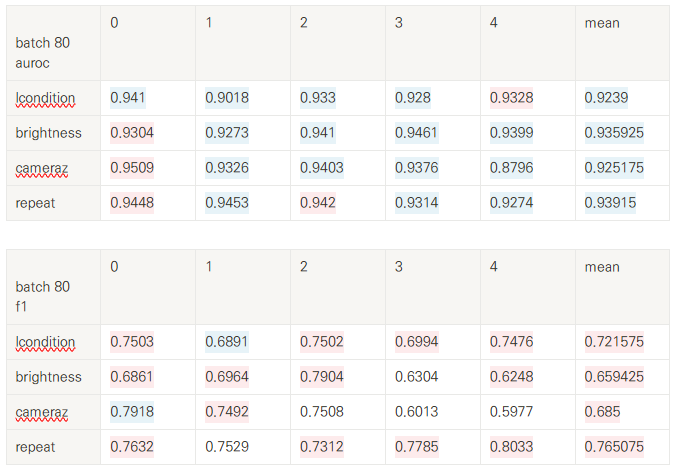 0 1 2 3 4 mean
batch 80
auroc
lcondition 0.941 0.9018 0.933 0.928 0.9328 0.9239
brightness 0.9304 0.9273 0.941 0.9461 0.9399 0.935925
cameraz 0.9509 0.9326 0.9403 0.9376 0.8796 0.925175
repeat 0.9448 0.9453 0.942 0.9314 0.9274 0.93915
0 1 2 3 4 mean
batch 80
f1
lcondition 0.7503 0.6891 0.7502 0.6994 0.7476 0.721575
brightness 0.6861 0.6964 0.7904 0.6304 0.6248 0.659425
cameraz 0.7918 0.7492 0.7508 0.6013 0.5977 0.685
repeat 0.7632 0.7529 0.7312 0.7785 0.8033 0.765075